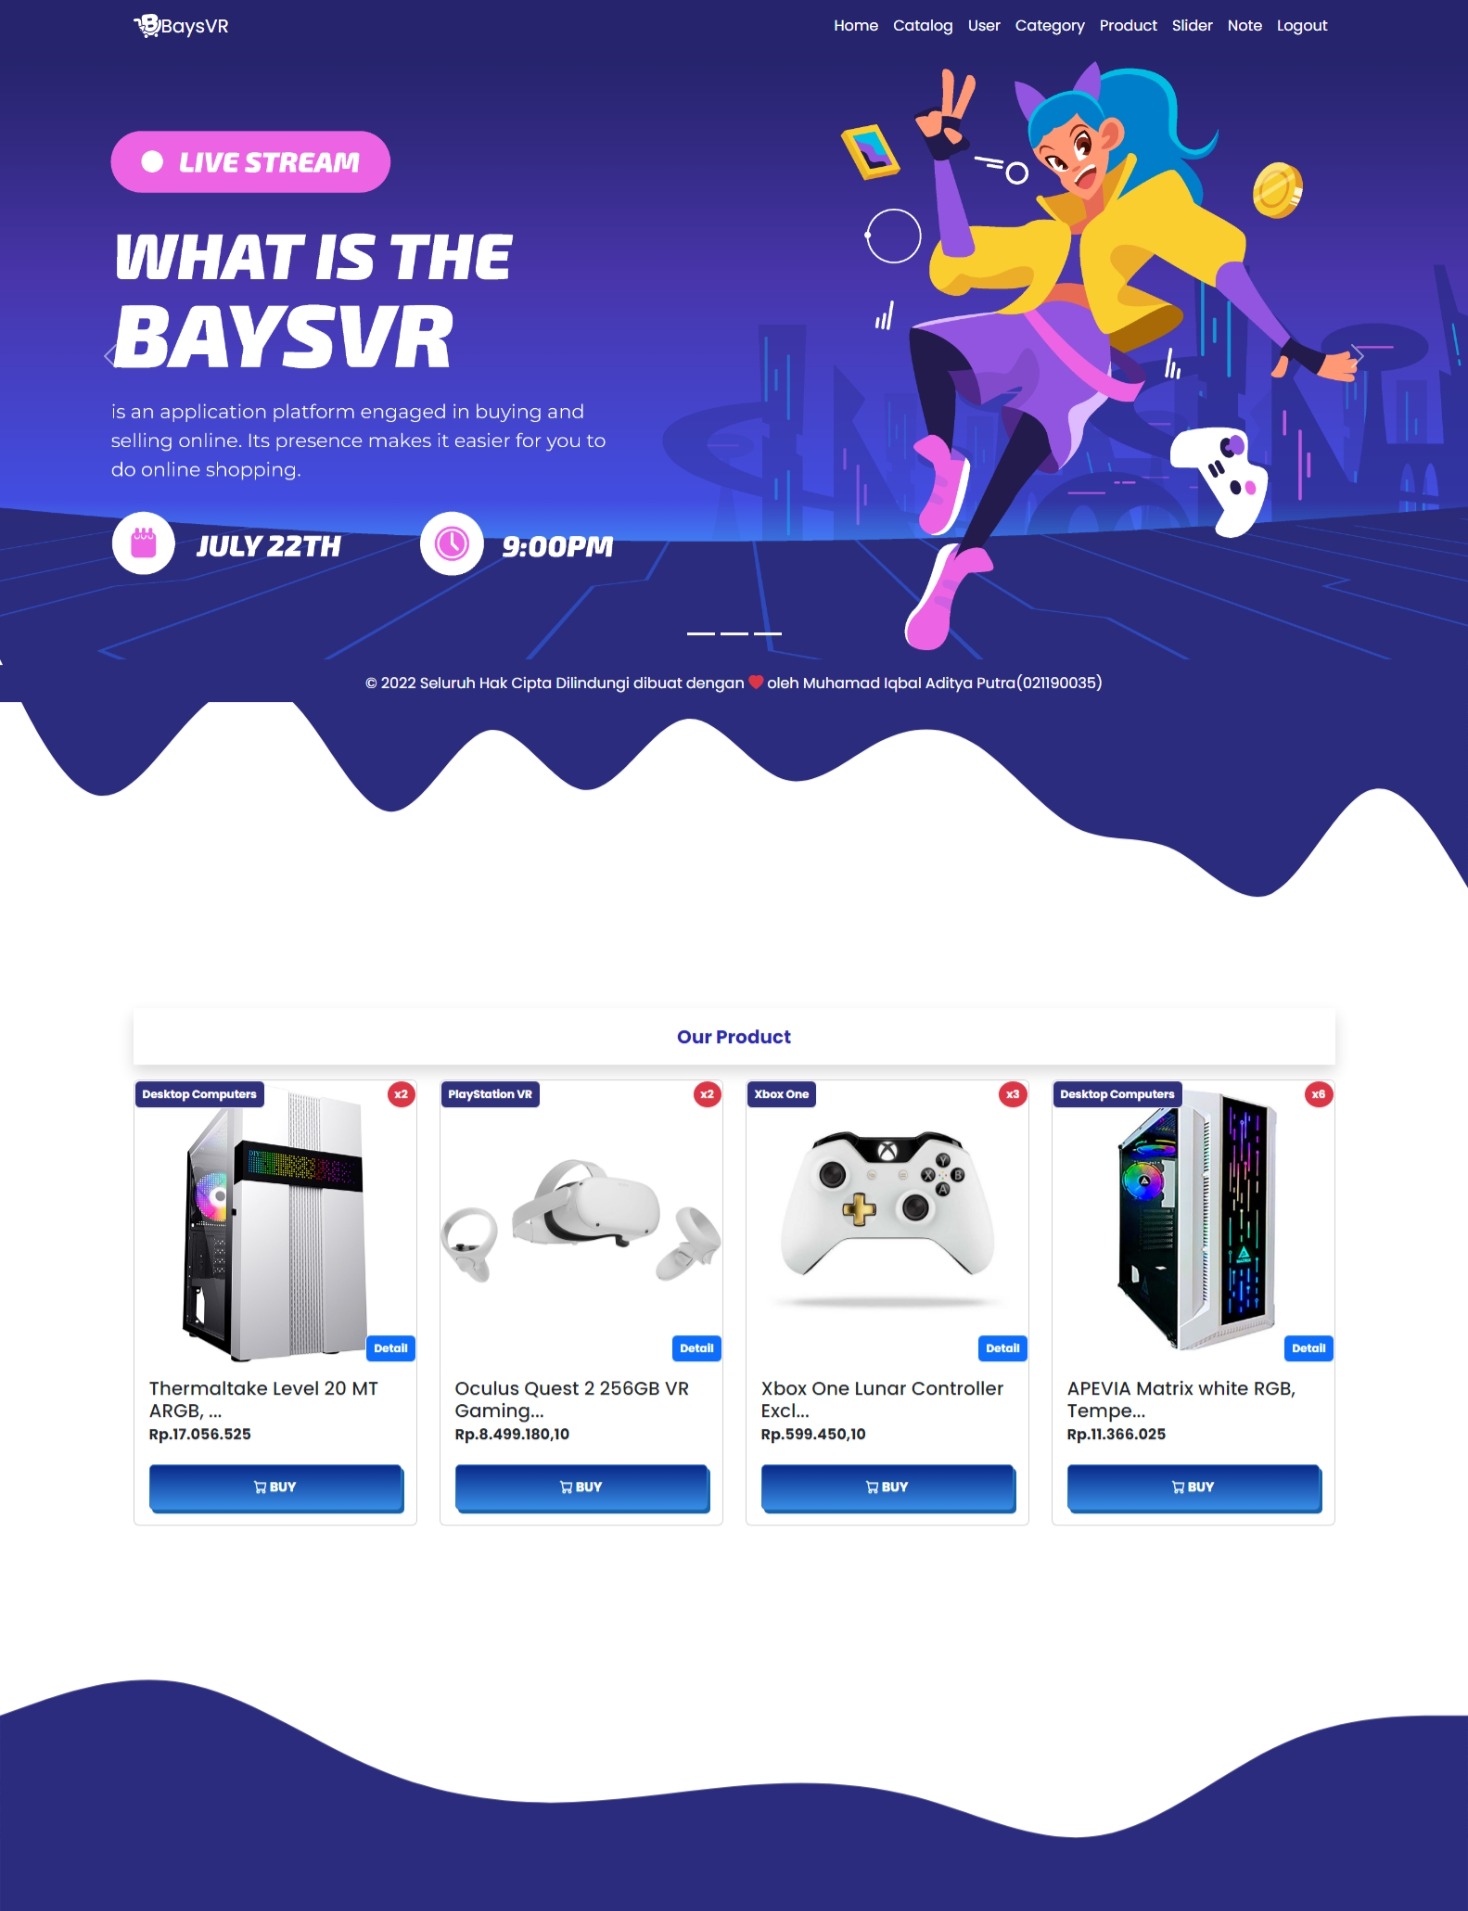 BaysVR
Home Catalog User Category Product Slider Note Logout
LIVE STREAM
WHAT IS THE
BAYSVR
is an application platform engaged in buying and
selling online. Its presence makes it easier for you to
do online shopping.
JULY 22TH
9:00PM
© 2022 Seluruh Hak Cipta Dilindungi dibuat dengan ❤ oleh Muhamad Iqbal Aditya Putra(021190035)
Our Product
Desktop Computers
x2
Detail
Thermaltake Level 20 MT
ARGB, ...
Rp.17.056.525
BUY
PlayStation VR
x2
Detail
Oculus Quest 2 256GB VR
Gaming...
Rp.8.499.180,10
BUY
Xbox One
x3
Y
X B
A
Detail
Xbox One Lunar Controller
Excl...
Rp.599.450,10
BUY
Desktop Computers
x6
Detail
APEVIA Matrix white RGB,
Tempe...
Rp.11.366.025
BUY